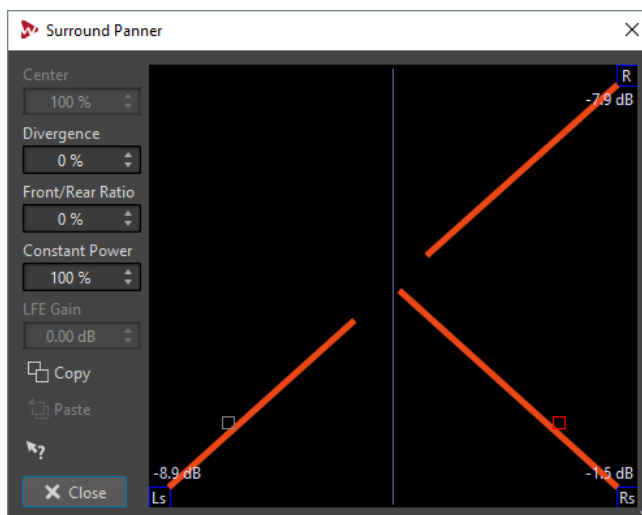 Surround Panner
Center
100 %
Divergence
0 %
Front/Rear Ratio
0 %
Constant Power
100 %
LFE Gain
0.00 dB
Copy
Paste
?
Close
R
-7.9 dB
-8.9 dB
Ls
-1.5 dB
Rs